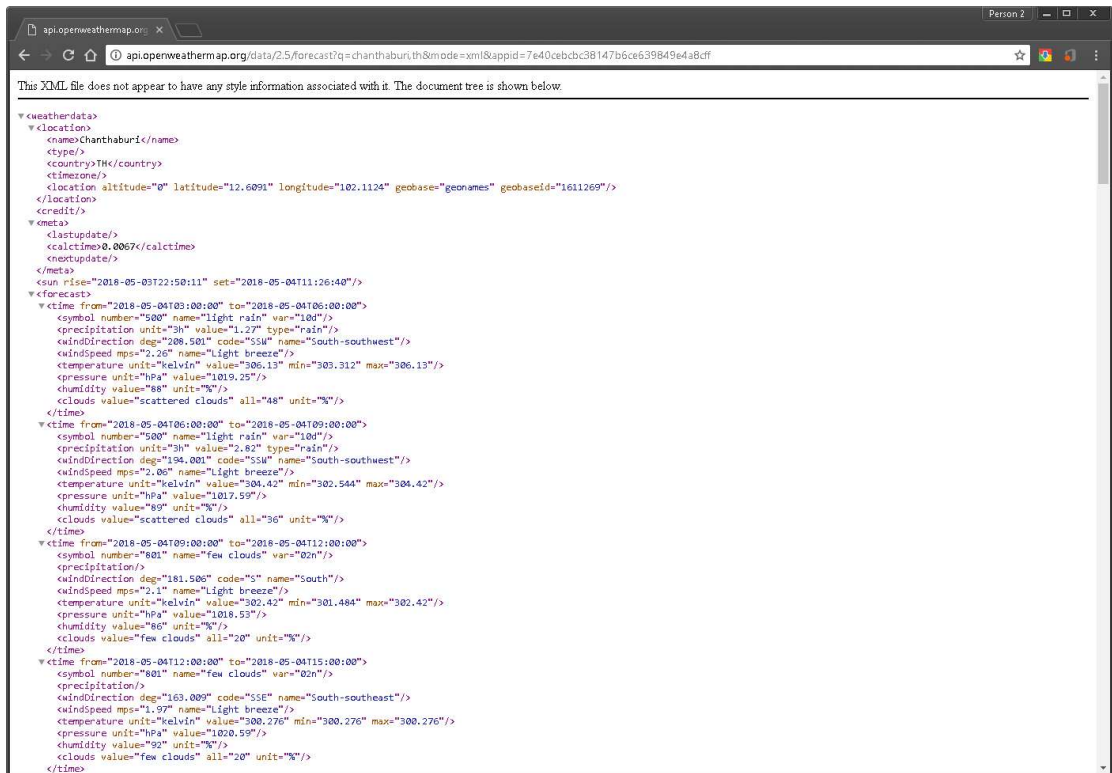 Person 2
api.openweathermap.org
api.openweathermap.org/data/2.5/forecast?q=chanthaburi,th&mode=xml&appid=7e40cebcbc38147b6ce639849e4a8cff
This XML file does not appear to have any style information associated with it. The document tree is shown below.
<weatherdata>
<location>
<name>Chanthaburi</name>
<type/>
<country>TH</country>
<timezone/>
<location altitude="0" latitude="12.6091" longitude="102.1124" geobase="geonames" geobaseid="1611269"/>
</location>
<credit/>
<meta>
<lastupdate/>
<calctime>0.0067</calctime>
<nextupdate/>
</meta>
<sun rise="2018-05-03T22:50:11" set="2018-05-04T11:26:40"/>
<forecast>
<time from="2018-05-04T03:00:00" to="2018-05-04T06:00:00">
<symbol number="500" name="light rain" var="10d"/>
<precipitation unit="3h" value="1.27" type="rain"/>
<windDirection deg="208.501" code="SSW" name="South-southwest"/>
<windSpeed mps="2.26" name="Light breeze"/>
<temperature unit="kelvin" value="306.13" min="303.312" max="306.13"/>
<pressure unit="hPa" value="1019.25"/>
<humidity value="88" unit="%"/>
<clouds value="scattered clouds" all="48" unit="%"/>
</time>
<time from="2018-05-04T06:00:00" to="2018-05-04T09:00:00">
<symbol number="500" name="light rain" var="10d"/>
<precipitation unit="3h" value="2.82" type="rain"/>
<windDirection deg="194.001" code="SSW" name="South-southwest"/>
<windSpeed mps="2.06" name="Light breeze"/>
<temperature unit="kelvin" value="304.42" min="302.544" max="304.42"/>
<pressure unit="hPa" value="1017.59"/>
<humidity value="89" unit="%"/>
<clouds value="scattered clouds" all="36" unit="%"/>
</time>
<time from="2018-05-04T09:00:00" to="2018-05-04T12:00:00">
<symbol number="801" name="few clouds" var="02n"/>
<precipitation/>
<windDirection deg="181.506" code="S" name="South"/>
<windSpeed mps="2.1" name="Light breeze"/>
<temperature unit="kelvin" value="302.42" min="301.484" max="302.42"/>
<pressure unit="hPa" value="1018.53"/>
<humidity value="86" unit="%"/>
<clouds value="few clouds" all="20" unit="%"/>
</time>
<time from="2018-05-04T12:00:00" to="2018-05-04T15:00:00">
<symbol number="801" name="few clouds" var="02n"/>
<precipitation/>
<windDirection deg="163.009" code="SSE" name="South-southeast"/>
<windSpeed mps="1.97" name="Light breeze"/>
<temperature unit="kelvin" value="300.276" min="300.276" max="300.276"/>
<pressure unit="hPa" value="1020.59"/>
<humidity value="92" unit="%"/>
<clouds value="few clouds" all="20" unit="%"/>
</time>